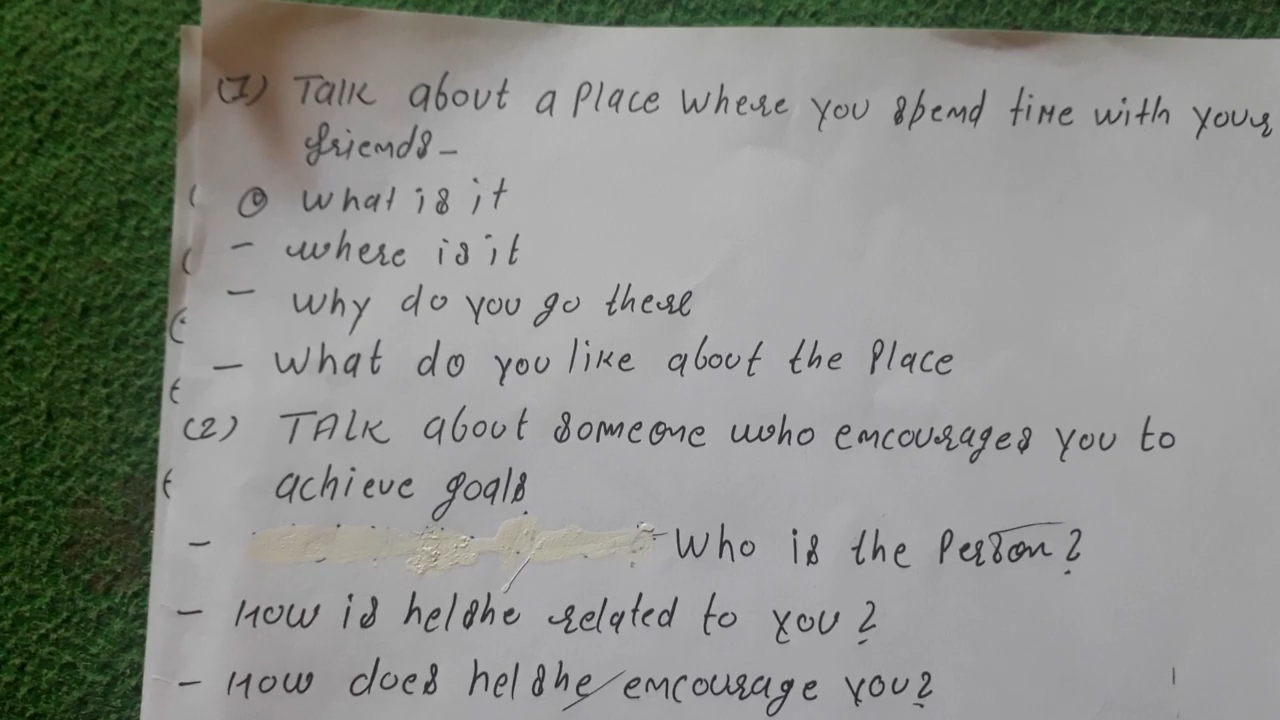 (1) Talk about a place where you spend time with your
friends-
what is it
- where is it
- why do you go there
- what do you like about the place
(2) TAlk about someone who encourages you to
achieve goals
- - Who is the Person?
- How is he/she related to you?
- How does he/she encourage you?